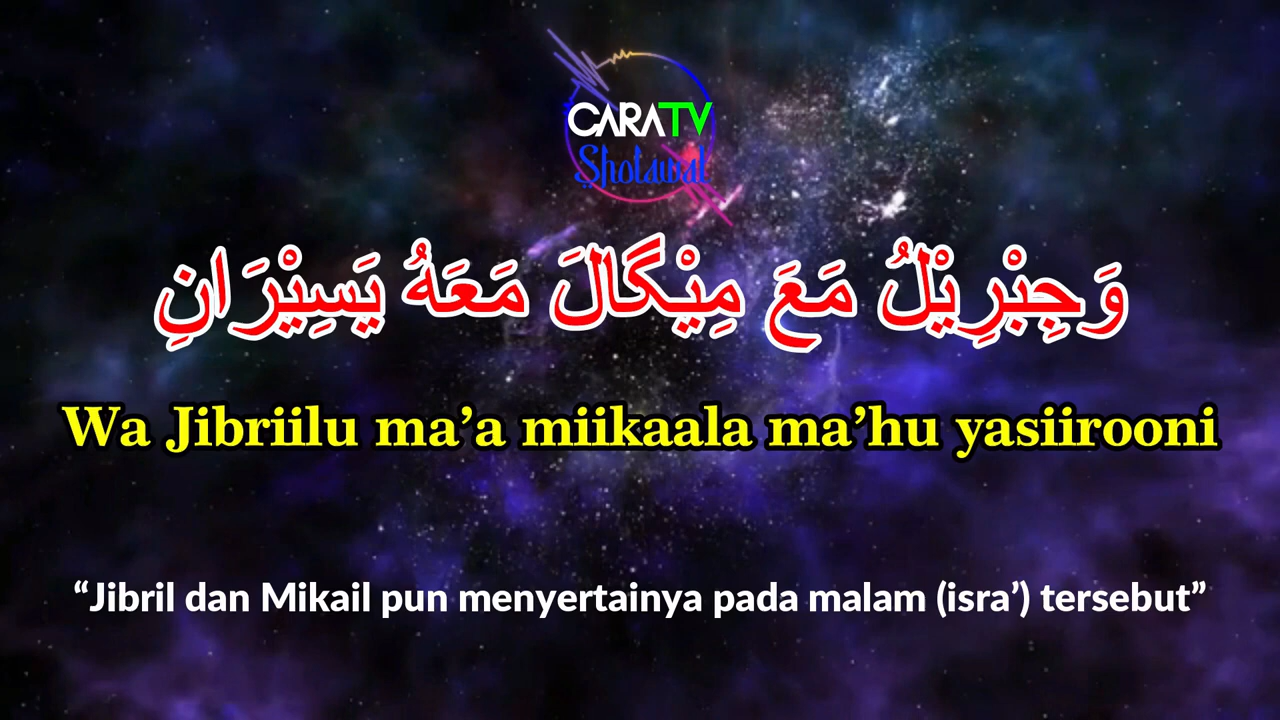 CARATV
Sholawat
وَجِبْرِيْلُ مَعَ مِيْكَالَ مَعَهُ يَسِيْرَانِ
Wa Jibriilu ma’a miikaala ma’hu yasiirooni
“Jibril dan Mikail pun menyertainya pada malam (isra’) tersebut”